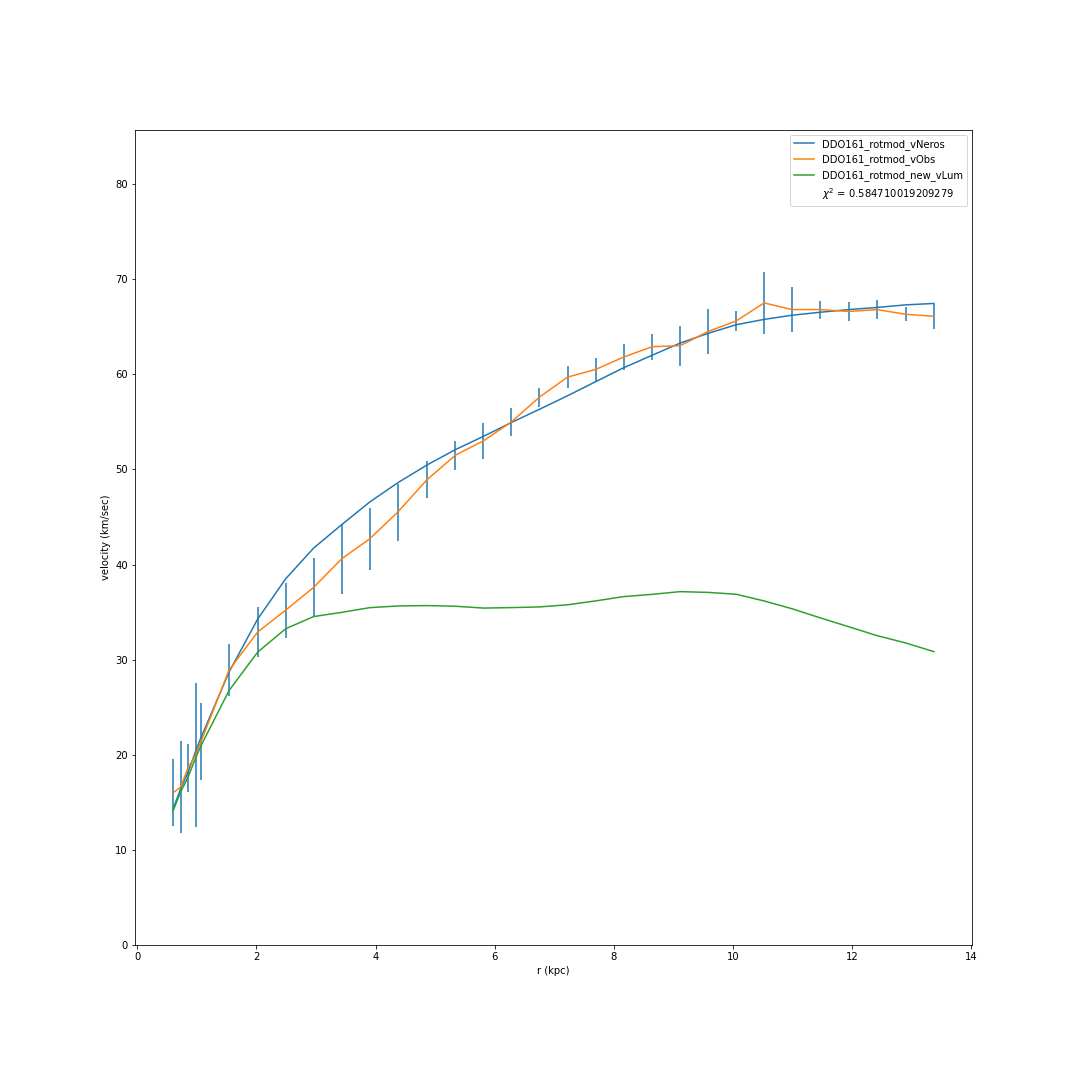 DDO161_rotmod_vNeros
DDO161_rotmod_vObs
DDO161_rotmod_new_vLum
χ² = 0.584710019209279
80
70
60
50
40
30
20
10
0
velocity (km/sec)
0 2 4 6 8 10 12 14
r (kpc)